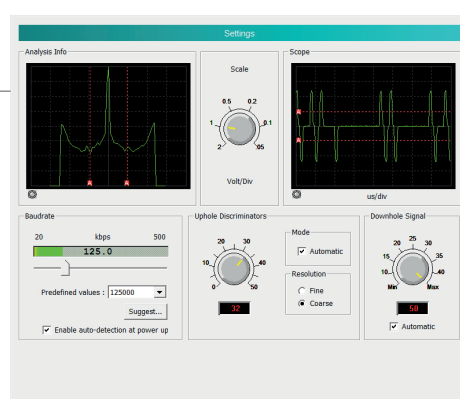 Settings
Analysis Info
A A
Scale
0.5 0.2
1 0.1
2 .05
Volt/Div
Scope
A
A
us/div
Baudrate
20 kbps 500
125.0
Predefined values : 125000
Suggest...
Enable auto-detection at power up
Uphole Discriminators
20 30
10 40
0 50
32
Mode
Automatic
Resolution
Fine
Coarse
Downhole Signal
20 25 30
15 35
10 40
Min Max
50
Automatic